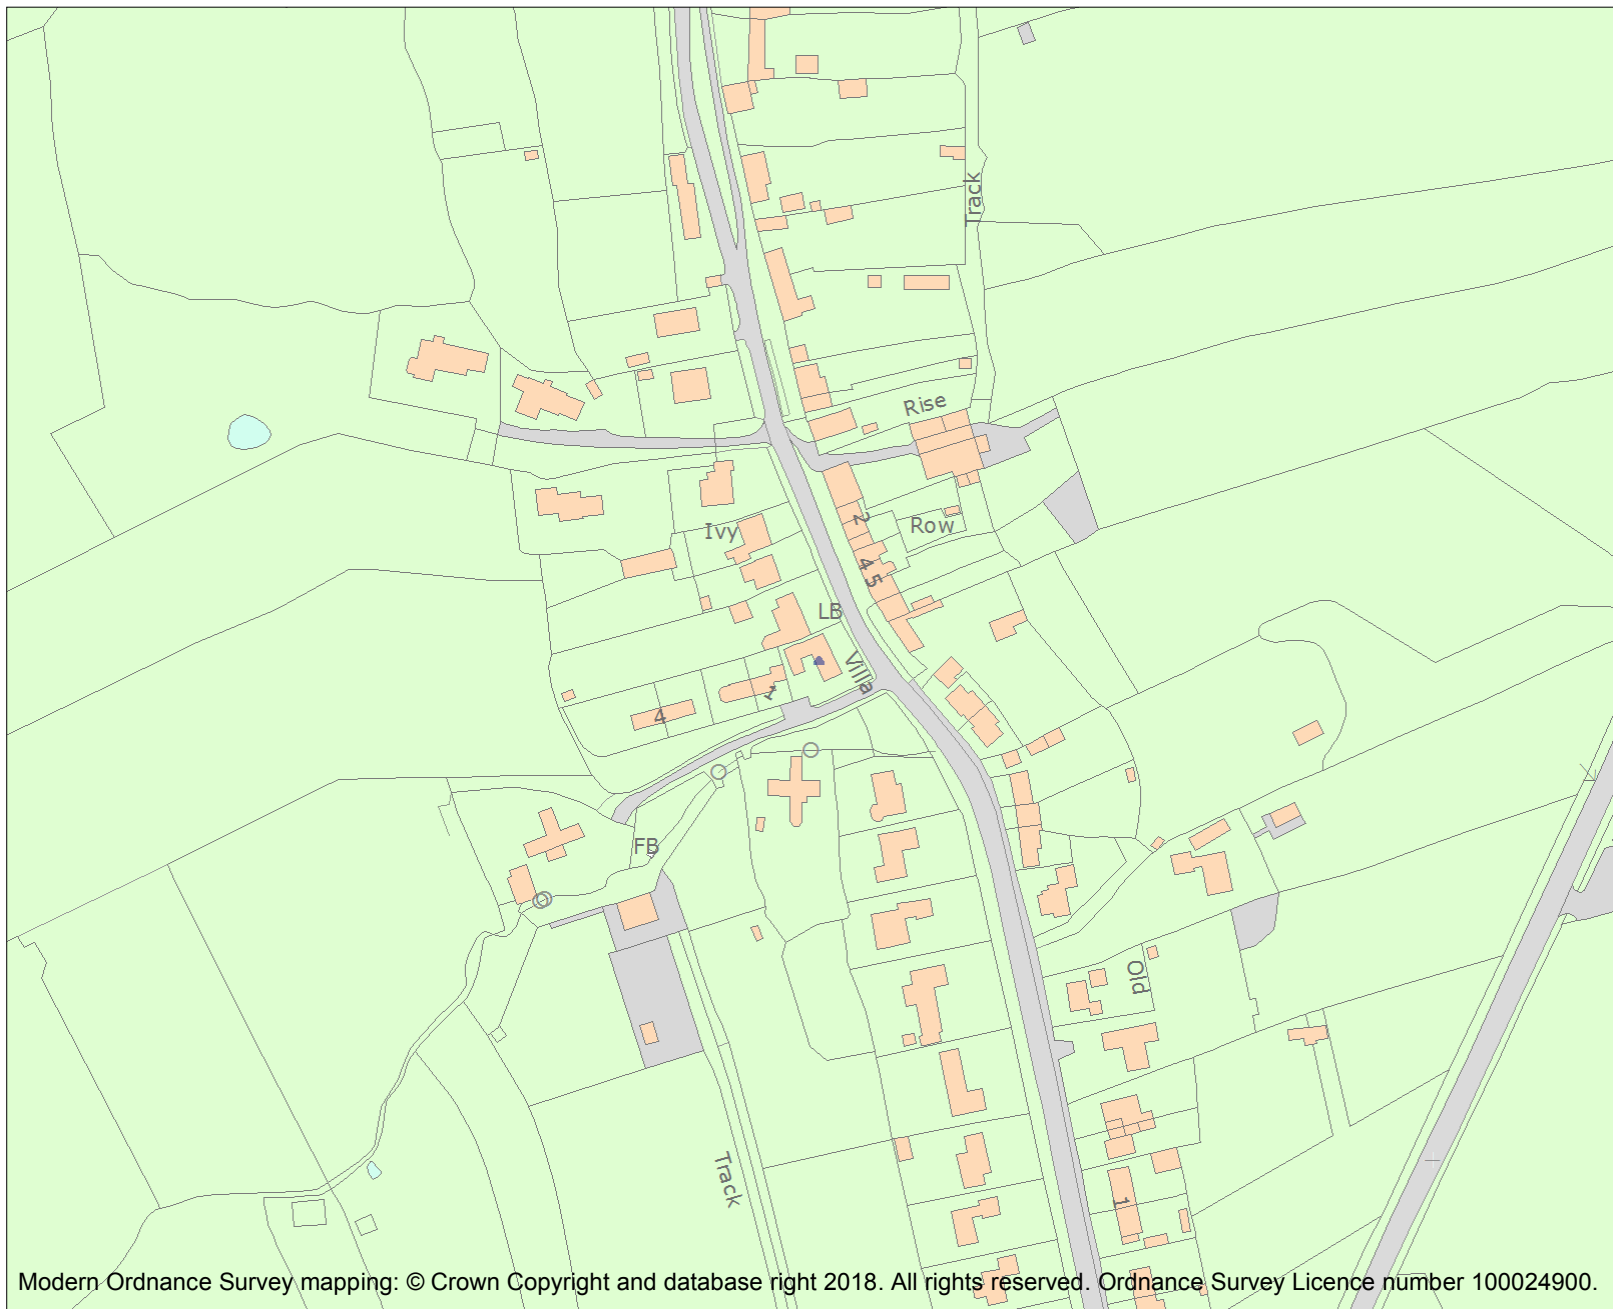 Track
Rise
2
Row
Ivy
4 5
LB
Villa
1
4
FB
Old
Track
1
Modern Ordnance Survey mapping: © Crown Copyright and database right 2018. All rights reserved. Ordnance Survey Licence number 100024900.